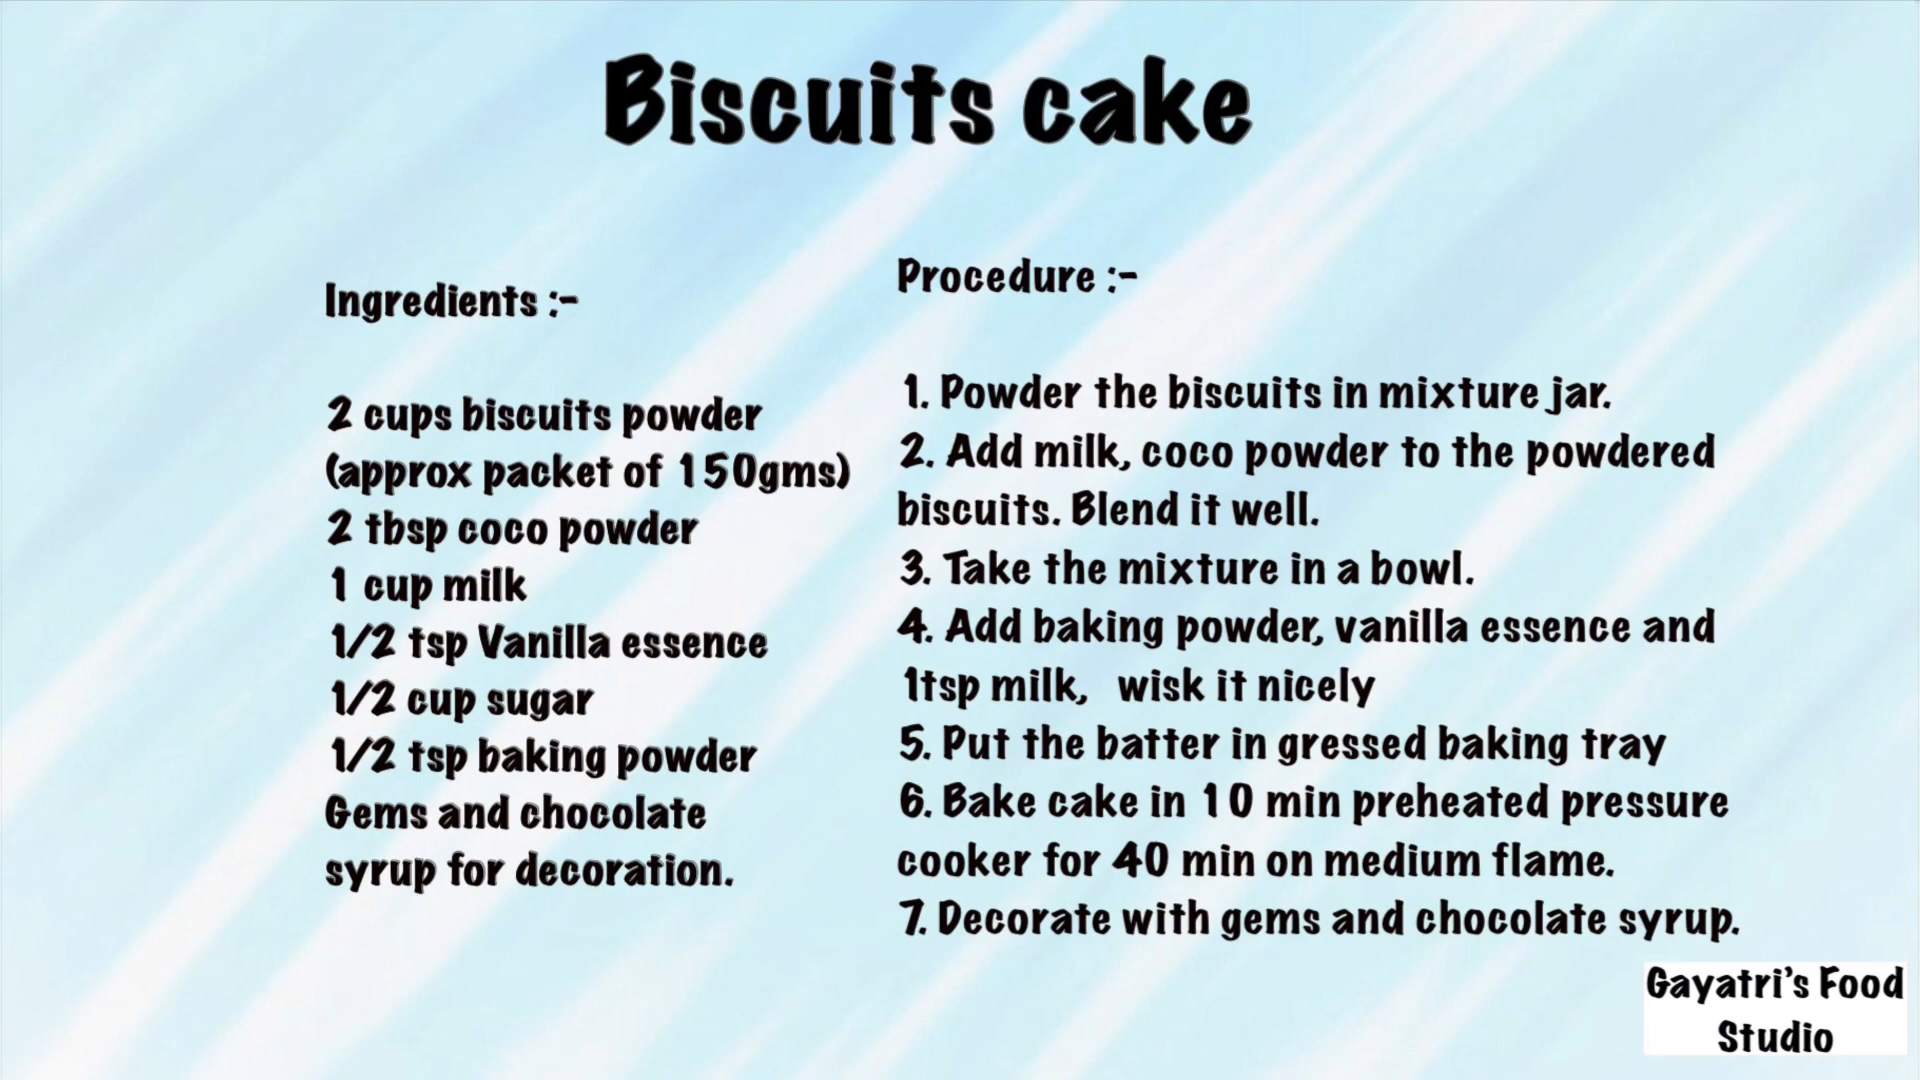 Biscuits cake
Ingredients :-
2 cups biscuits powder
(approx packet of 150gms)
2 tbsp coco powder
1 cup milk
1/2 tsp Vanilla essence
1/2 cup sugar
1/2 tsp baking powder
Gems and chocolate
syrup for decoration.
Procedure :-
1. Powder the biscuits in mixture jar.
2. Add milk, coco powder to the powdered
biscuits. Blend it well.
3. Take the mixture in a bowl.
4. Add baking powder, vanilla essence and
1tsp milk, wisk it nicely
5. Put the batter in gressed baking tray
6. Bake cake in 10 min preheated pressure
cooker for 40 min on medium flame.
7. Decorate with gems and chocolate syrup.
Gayatri's Food
Studio